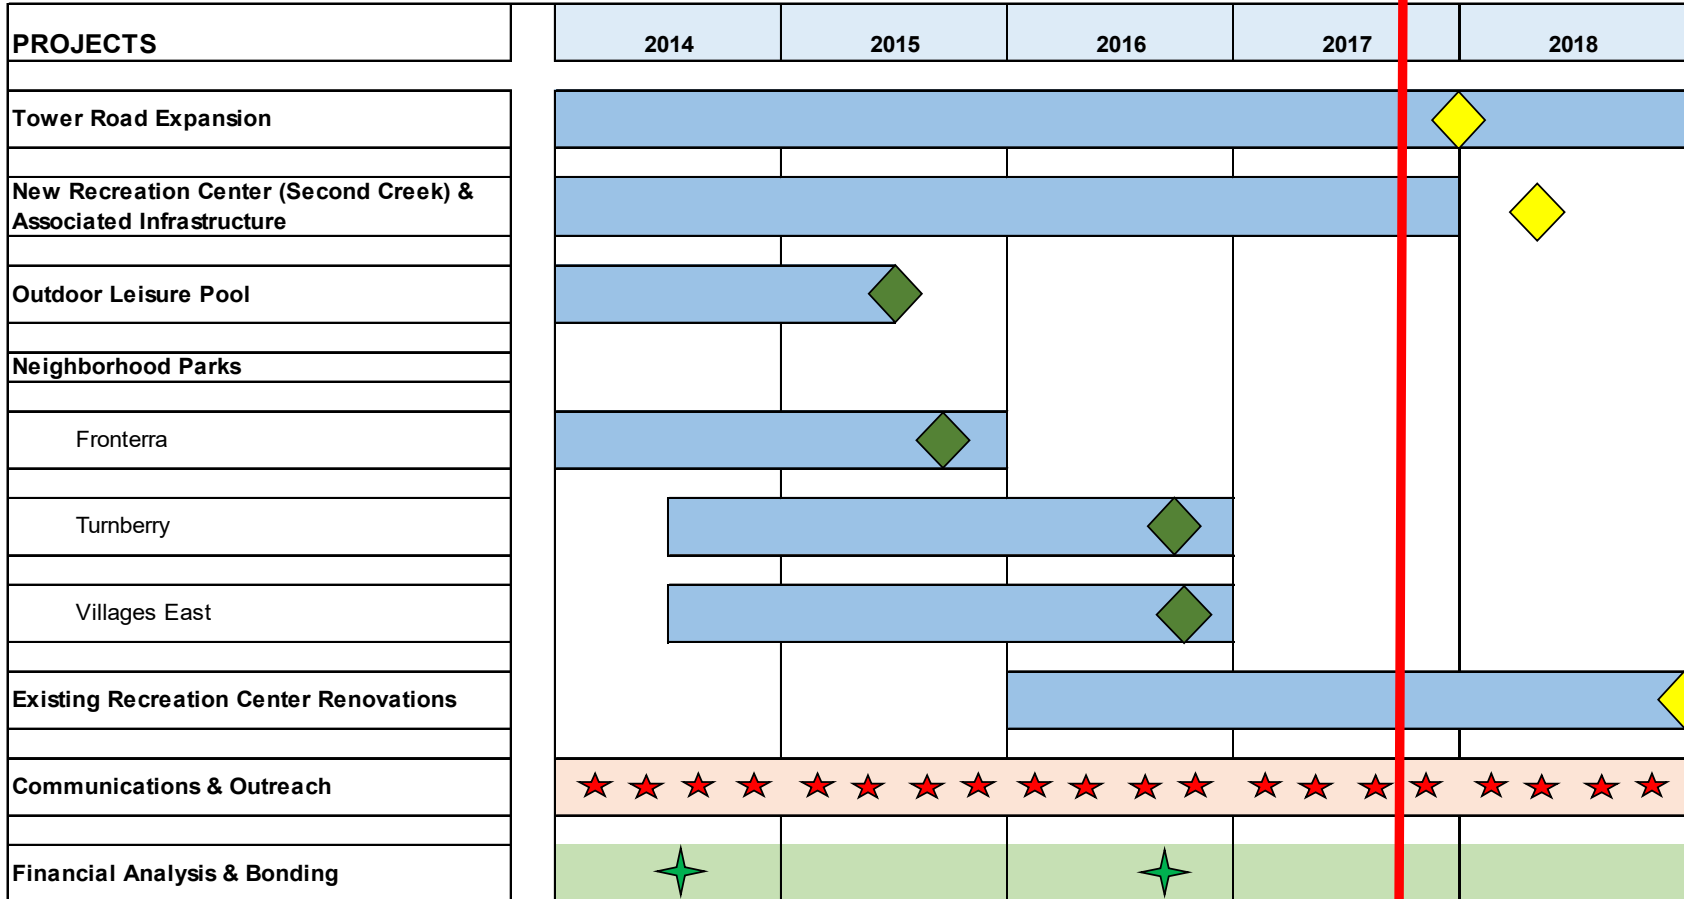 PROJECTS 2014 2015 2016 2017 2018
Tower Road Expansion
New Recreation Center (Second Creek) &
Associated Infrastructure
Outdoor Leisure Pool
Neighborhood Parks
Fronterra
Turnberry
Villages East
Existing Recreation Center Renovations
Communications & Outreach
Financial Analysis & Bonding